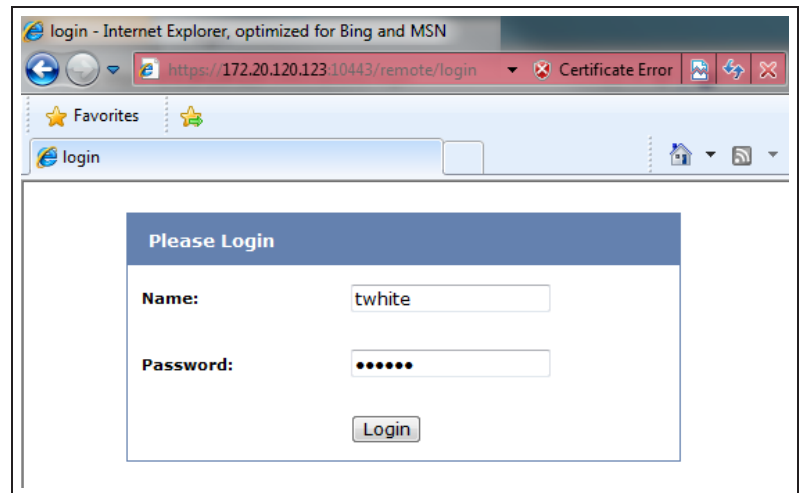 login - Internet Explorer, optimized for Bing and MSN
https://172.20.120.123:10443/remote/login
Certificate Error
Favorites
login
Please Login
Name: twhite
Password: ••••••
Login